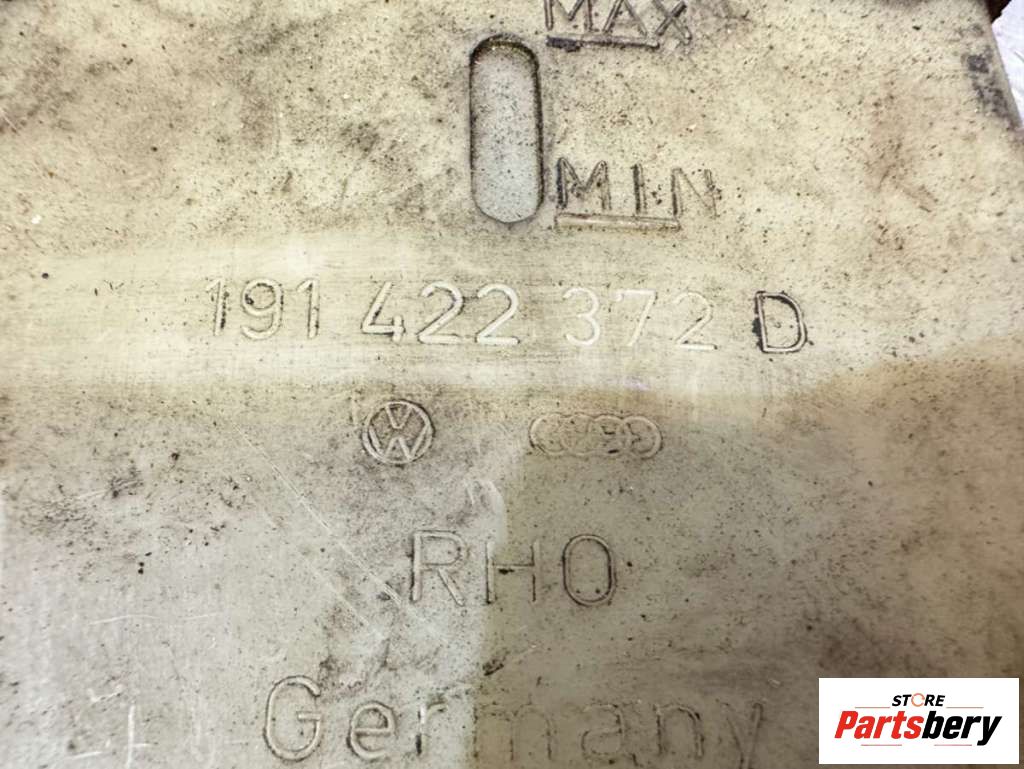 MAX
MIN
191 422 372 D
RHO
Germany
STORE
Partsbery